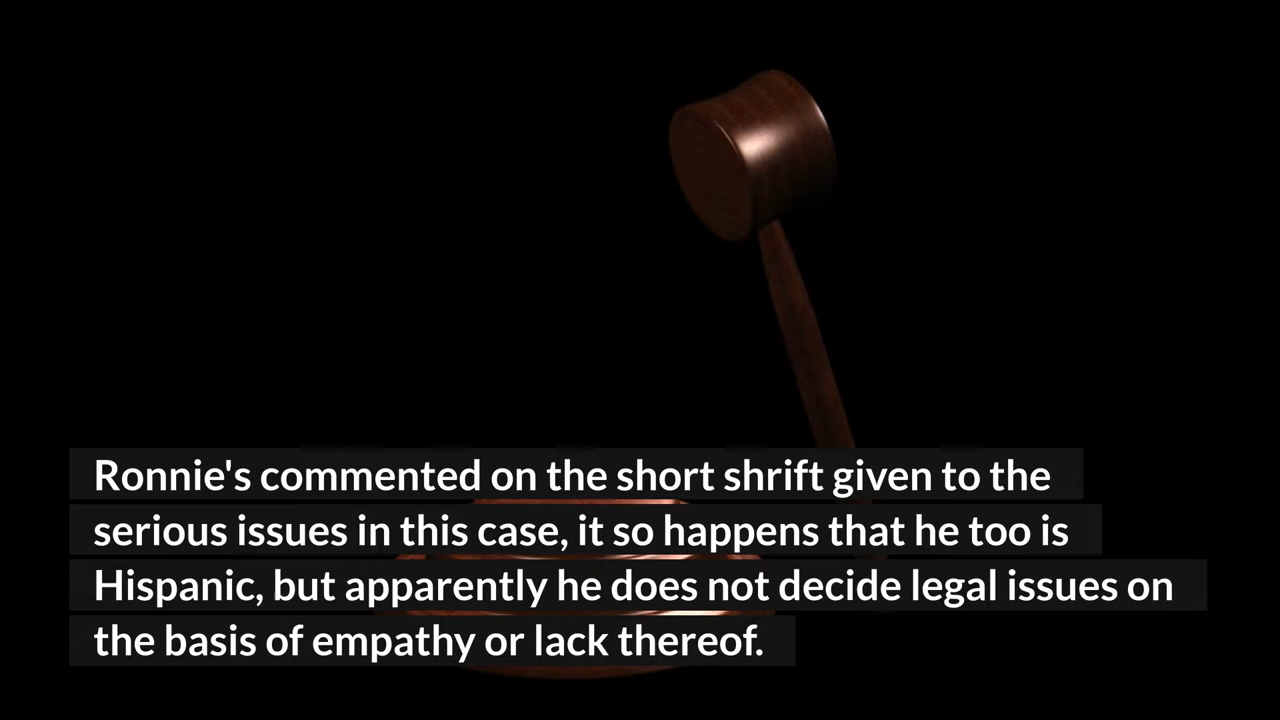 Ronnie's commented on the short shrift given to the
serious issues in this case, it so happens that he too is
Hispanic, but apparently he does not decide legal issues on
the basis of empathy or lack thereof.